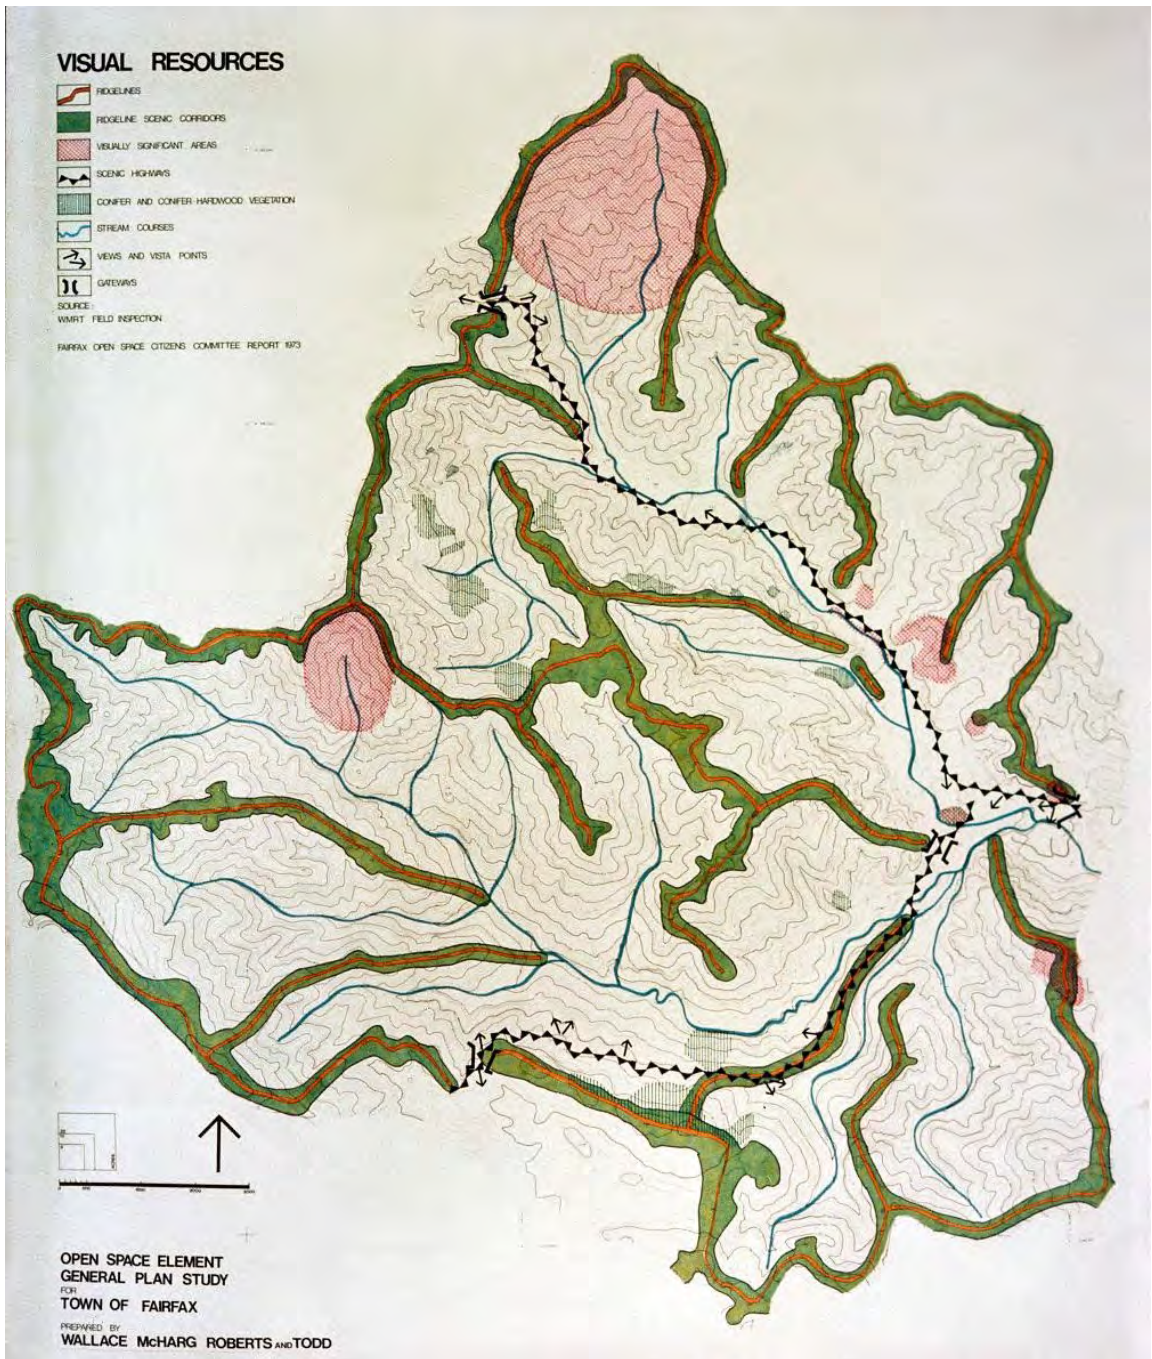 VISUAL RESOURCES
RIDGELINES
RIDGELINE SCENIC CORRIDORS
VISUALLY SIGNIFICANT AREAS
SCENIC HIGHWAYS
CONIFER AND CONIFER HARDWOOD VEGETATION
STREAM COURSES
VIEWS AND VISTA POINTS
GATEWAYS
SOURCE:
WMRT FIELD INSPECTION
FAIRFAX OPEN SPACE CITIZENS COMMITTEE REPORT 1973
OPEN SPACE ELEMENT
GENERAL PLAN STUDY
FOR
TOWN OF FAIRFAX
PREPARED BY
WALLACE McHARG ROBERTS AND TODD